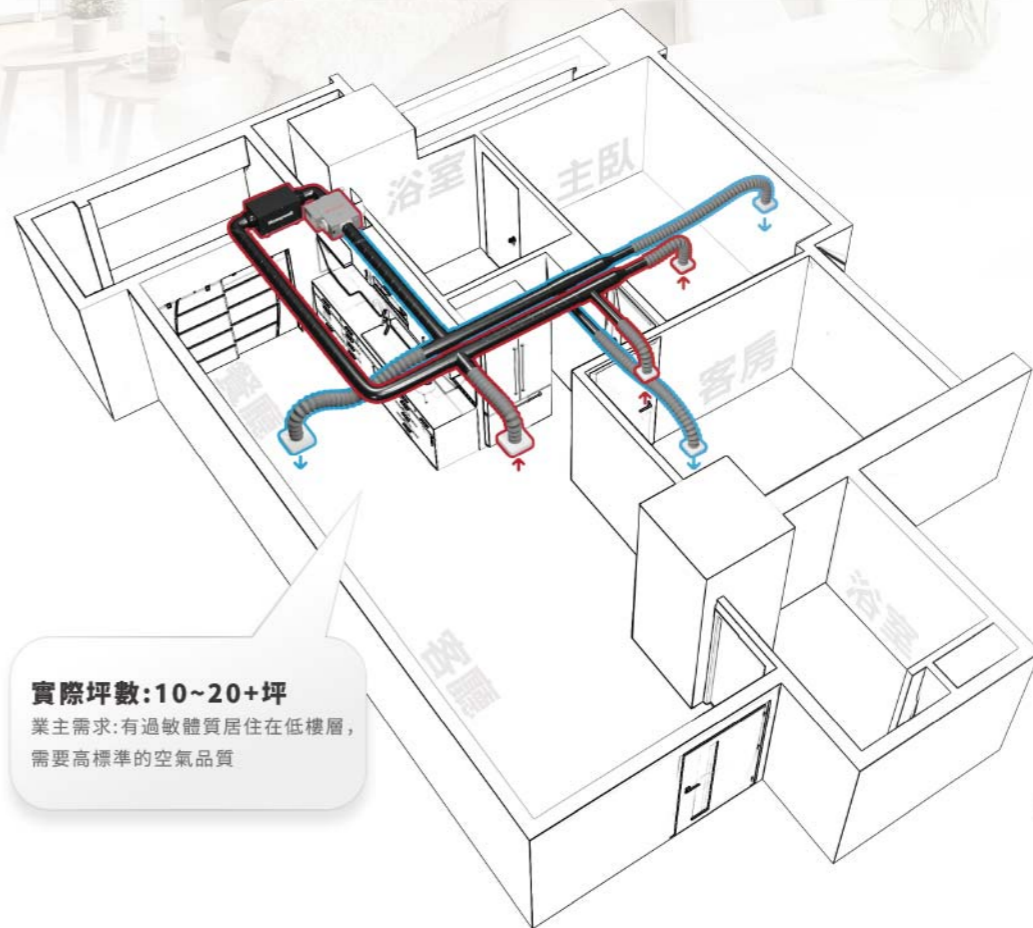 浴室
主臥
Honeywell
餐廳
客房
浴室
客廳
實際坪數:10~20+坪
業主需求:有過敏體質居住在低樓層,
需要高標準的空氣品質